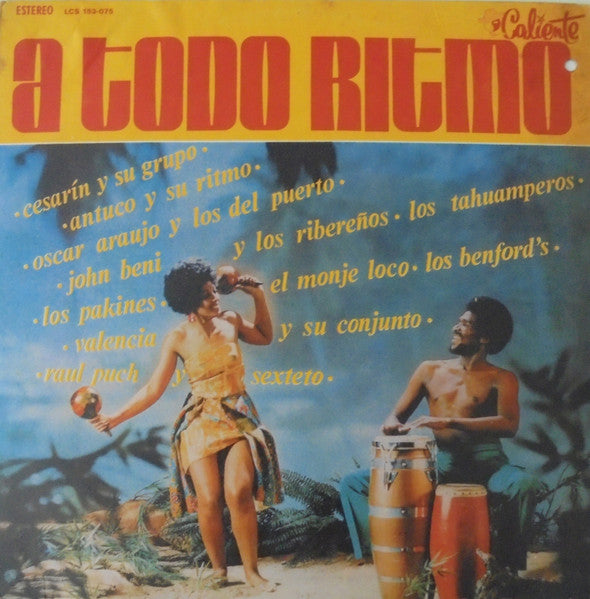 ESTEREO LCS 153-075
Caliente
A TODO RITMO
·cesarín y su grupo·
·antuco y su ritmo·
·oscar araujo y los del puerto·
·john beni y los ribereños· los tahuamperos·
·los pakines· el monje loco· los benford's·
·valencia y su conjunto·
·raul puch y sexteto·